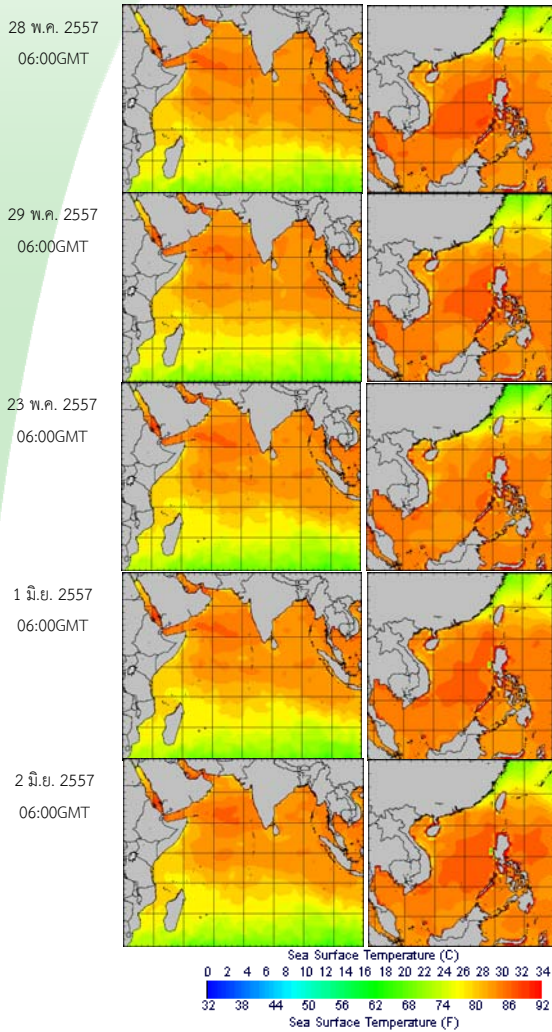 28 พ.ค. 2557
06:00GMT
29 พ.ค. 2557
06:00GMT
23 พ.ค. 2557
06:00GMT
1 มิ.ย. 2557
06:00GMT
2 มิ.ย. 2557
06:00GMT
Sea Surface Temperature (C)
0 2 4 6 8 10 12 14 16 18 20 22 24 26 28 30 32 34
32 38 44 50 56 62 68 74 80 86 92
Sea Surface Temperature (F)